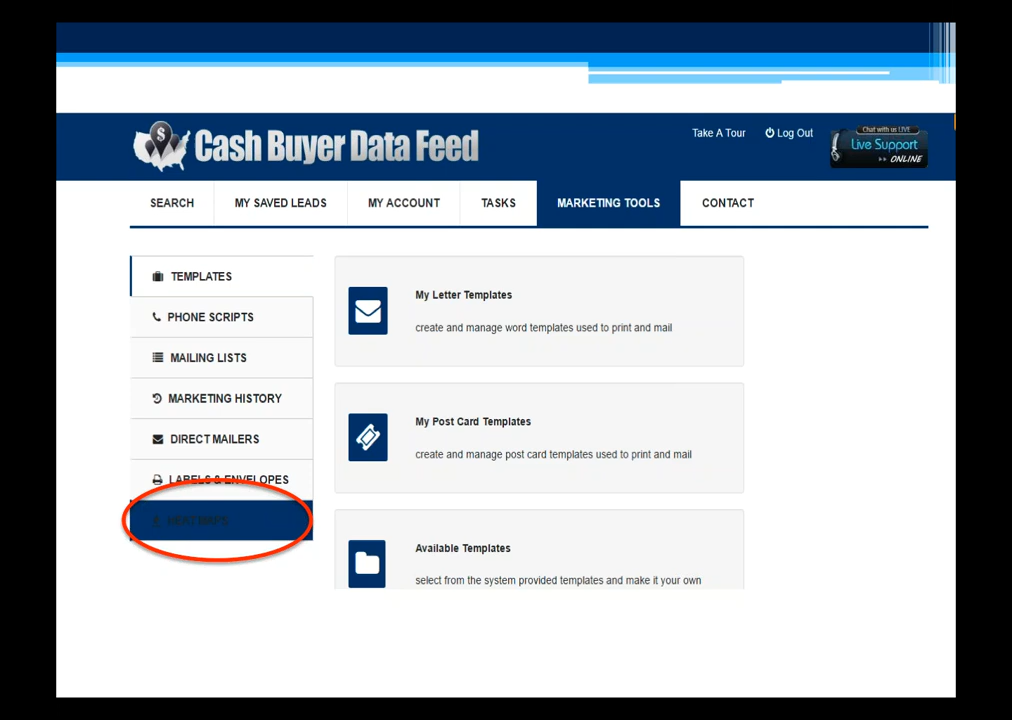 Cash Buyer Data Feed
Take A Tour
Log Out
Chat with us LIVE
Live Support
>> ONLINE
SEARCH
MY SAVED LEADS
MY ACCOUNT
TASKS
MARKETING TOOLS
CONTACT
TEMPLATES
PHONE SCRIPTS
MAILING LISTS
MARKETING HISTORY
DIRECT MAILERS
LABELS & ENVELOPES
My Letter Templates
create and manage word templates used to print and mail
My Post Card Templates
create and manage post card templates used to print and mail
Available Templates
select from the system provided templates and make it your own